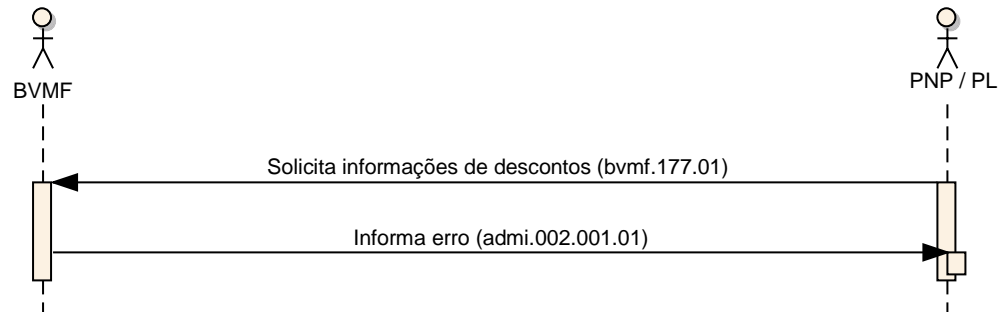 BVMF
PNP / PL
Solicita informações de descontos (bvmf.177.01)
Informa erro (admi.002.001.01)